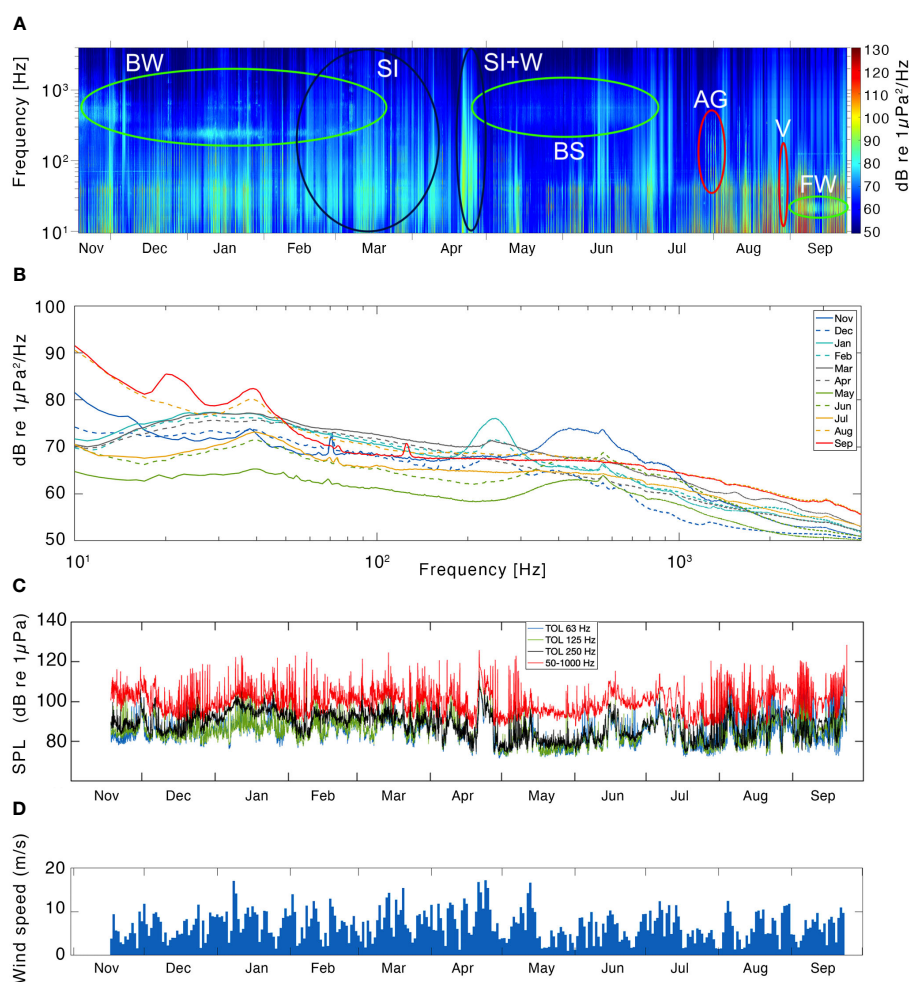 A
Frequency [Hz]
10³
10²
10¹
BW
SI
SI+W
BS
AG
V
FW
130
120
110
100
90
80
70
60
50
dB re 1µPa²/Hz
Nov Dec Jan Feb Mar Apr May Jun Jul Aug Sep
B
dB re 1µPa²/Hz
100
90
80
70
60
50
10¹ 10² 10³
Frequency [Hz]
Nov
Dec
Jan
Feb
Mar
Apr
May
Jun
Jul
Aug
Sep
C
SPL (dB re 1µPa)
140
120
100
80
TOL 63 Hz
TOL 125 Hz
TOL 250 Hz
50-1000 Hz
Nov Dec Jan Feb Mar Apr May Jun Jul Aug Sep
D
Wind speed (m/s)
20
10
0
Nov Dec Jan Feb Mar Apr May Jun Jul Aug Sep